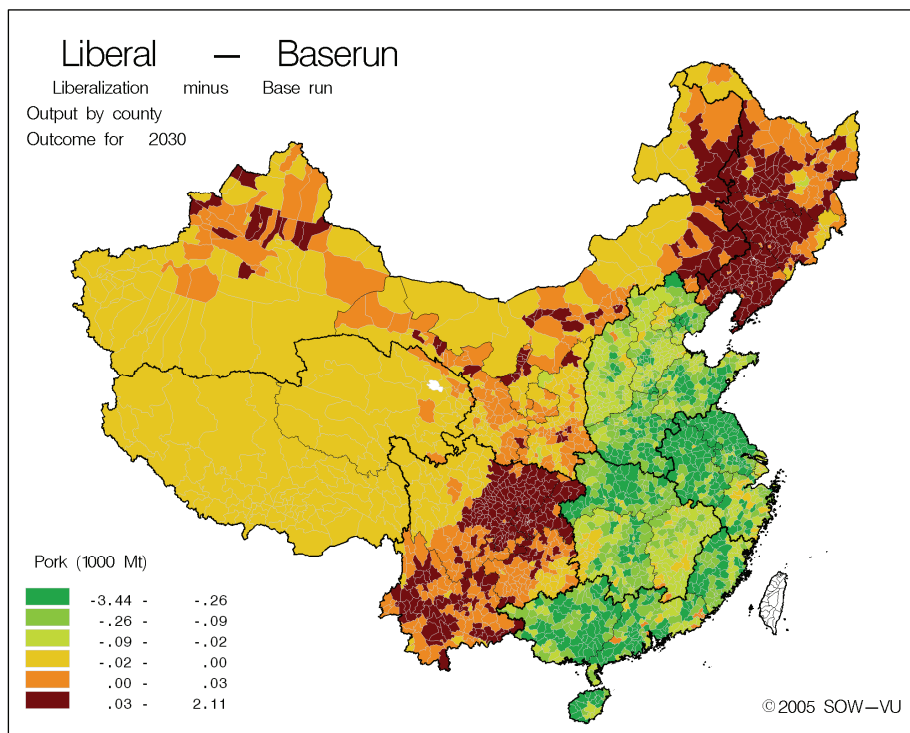 Liberal — Baserun
Liberalization minus Base run
Output by county
Outcome for 2030
Pork (1000 Mt)
-3.44 - -.26
-.26 - -.09
-.09 - -.02
-.02 - .00
.00 - .03
.03 - 2.11
©2005 SOW—VU